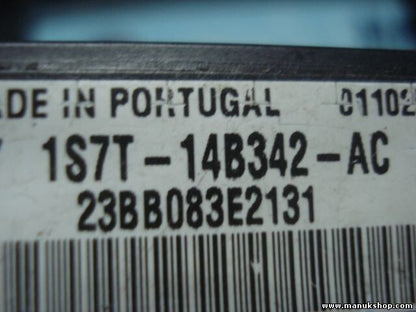 ADE IN PORTUGAL 01102
1S7T-14B342-AC
23BB083E2131
www.manukshop.com